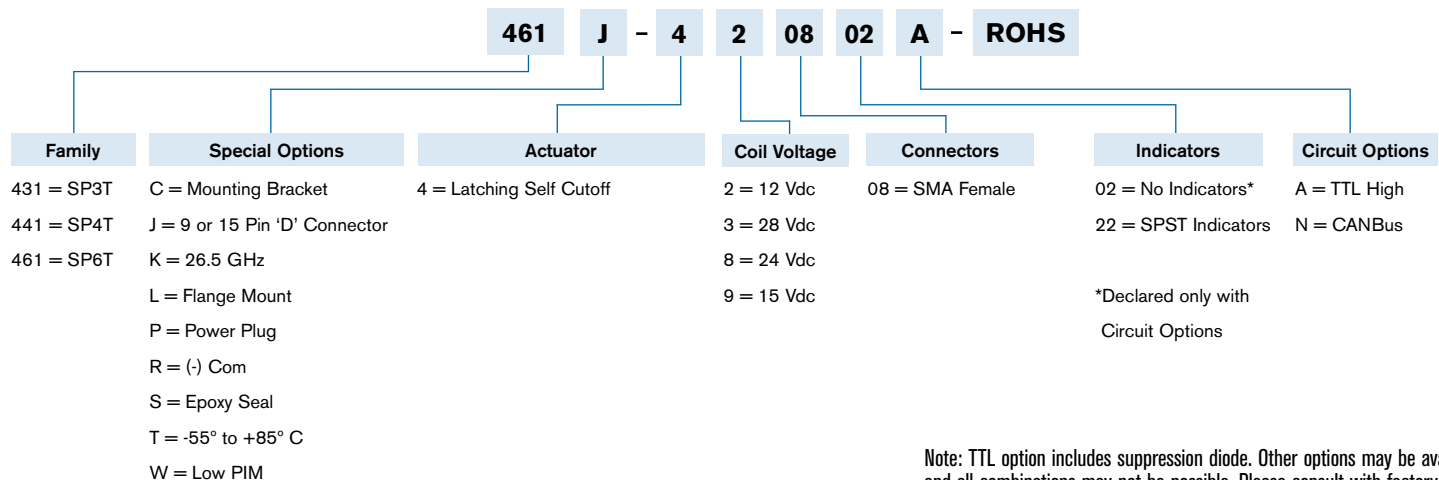 461 J – 4 2 08 02 A – ROHS
Family
431 = SP3T
441 = SP4T
461 = SP6T
Special Options
C = Mounting Bracket
J = 9 or 15 Pin ‘D’ Connector
K = 26.5 GHz
L = Flange Mount
P = Power Plug
R = (-) Com
S = Epoxy Seal
T = -55° to +85° C
W = Low PIM
Actuator
4 = Latching Self Cutoff
Coil Voltage
2 = 12 Vdc
3 = 28 Vdc
8 = 24 Vdc
9 = 15 Vdc
Connectors
08 = SMA Female
Indicators
02 = No Indicators*
22 = SPST Indicators
*Declared only with
Circuit Options
Circuit Options
A = TTL High
N = CANBus
Note: TTL option includes suppression diode. Other options may be
and all combinations may not be possible. Please consult with factory